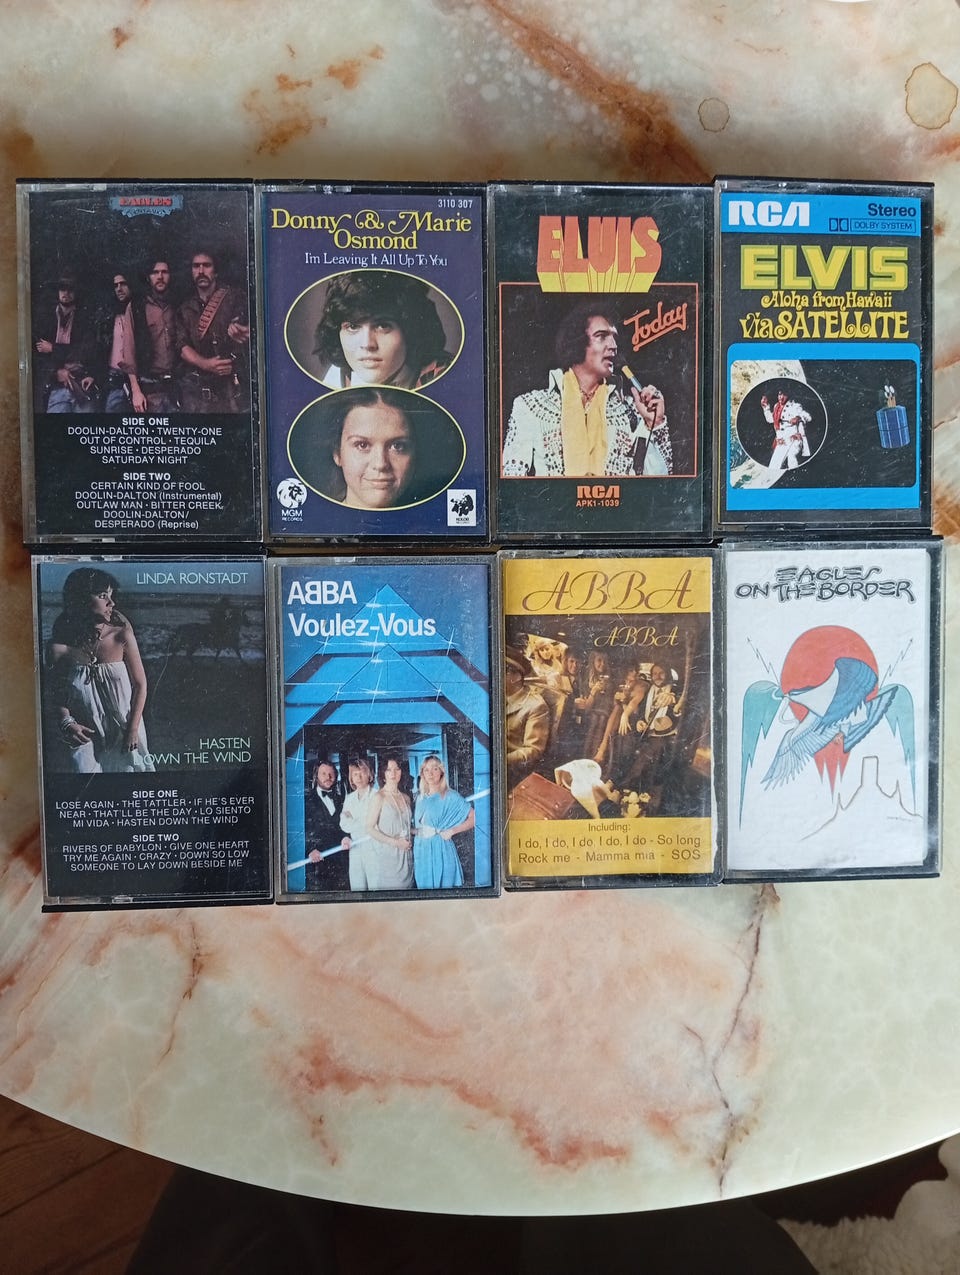 EAGLES
SIDE ONE
DOOLIN-DALTON • TWENTY-ONE
OUT OF CONTROL • TEQUILA
SUNRISE • DESPERADO
SATURDAY NIGHT
SIDE TWO
CERTAIN KIND OF FOOL
DOOLIN-DALTON (Instrumental)
OUTLAW MAN • BITTER CREEK
DOOLIN-DALTON/
DESPERADO (Reprise)
3110 307
Donny & Marie
Osmond
I'm Leaving It All Up To You
MGM
RECORDS
KOLOB
ELVIS
Today
RCA
APK1-1039
RCA
Stereo
DOLBY SYSTEM
ELVIS
Aloha from Hawaii
Via SATELLITE
LINDA RONSTADT
HASTEN
DOWN THE WIND
SIDE ONE
LOSE AGAIN • THE TATTLER • IF HE'S EVER
NEAR • THAT'LL BE THE DAY • LO SIENTO
MI VIDA • HASTEN DOWN THE WIND
SIDE TWO
RIVERS OF BABYLON • GIVE ONE HEART
TRY ME AGAIN • CRAZY • DOWN SO LOW
SOMEONE TO LAY DOWN BESIDE ME
ABBA
Voulez-Vous
ABBA
ABBA
Including:
I do, I do, I do, I do, I do - So long
Rock me - Mamma mia - SOS
EAGLES
ON THE BORDER